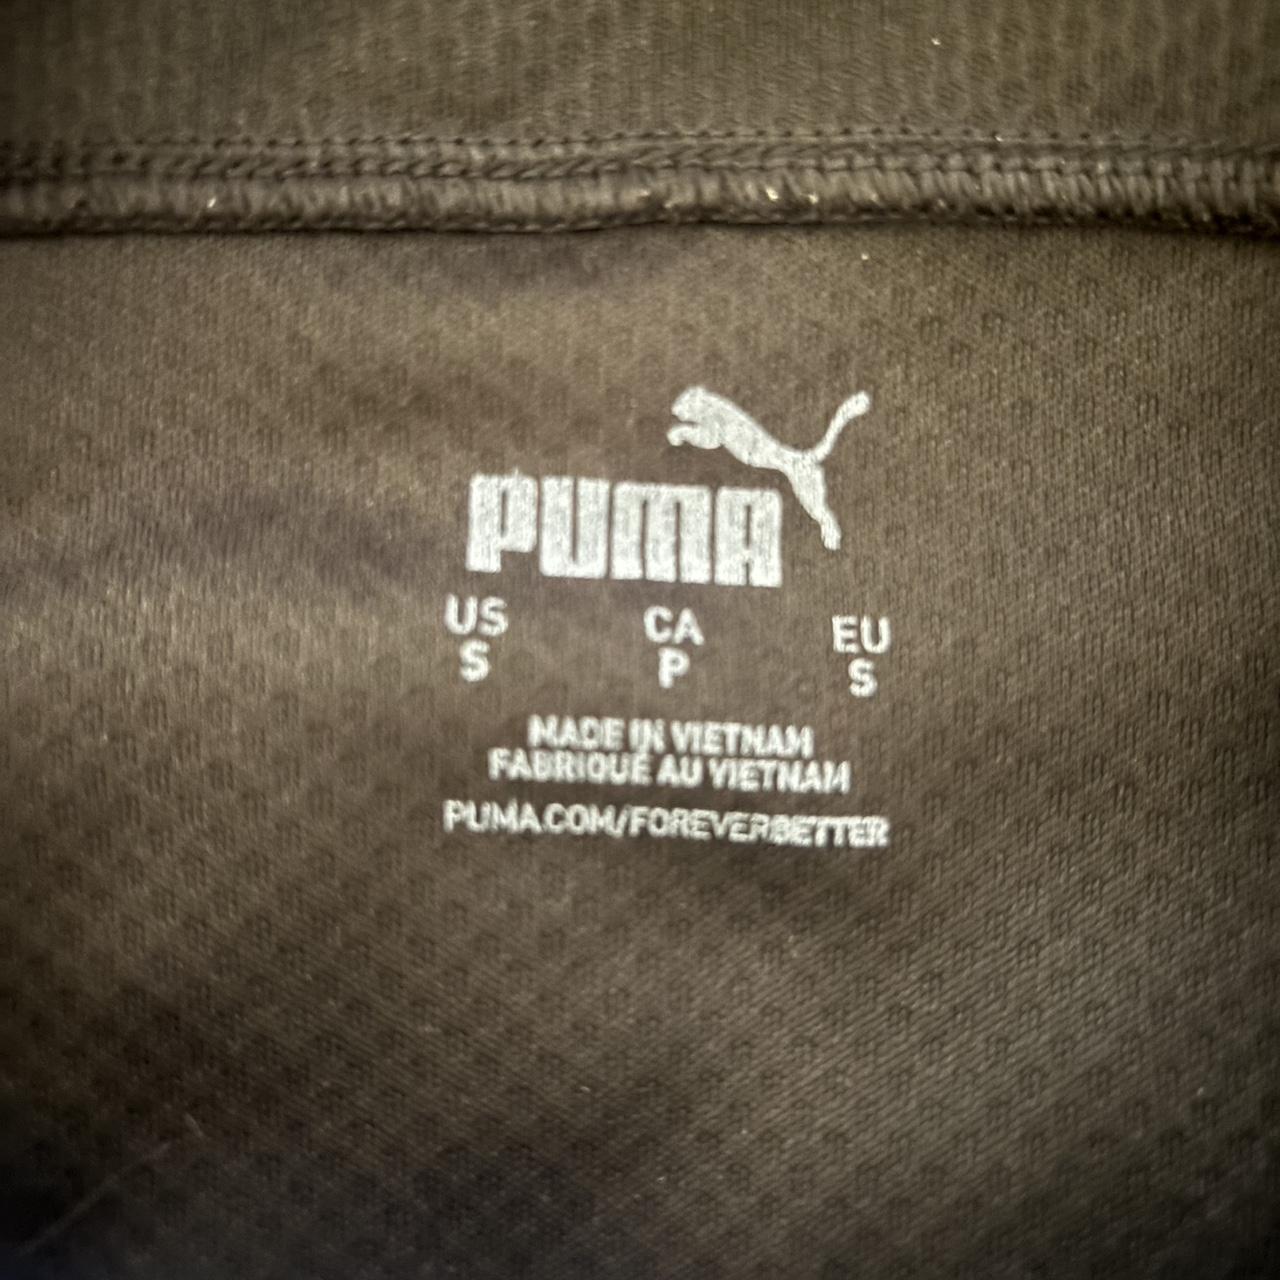 PUMA
US CA EU
S P S
MADE IN VIETNAM
FABRIQUÉ AU VIETNAM
PUMA.COM/FOREVERBETTER